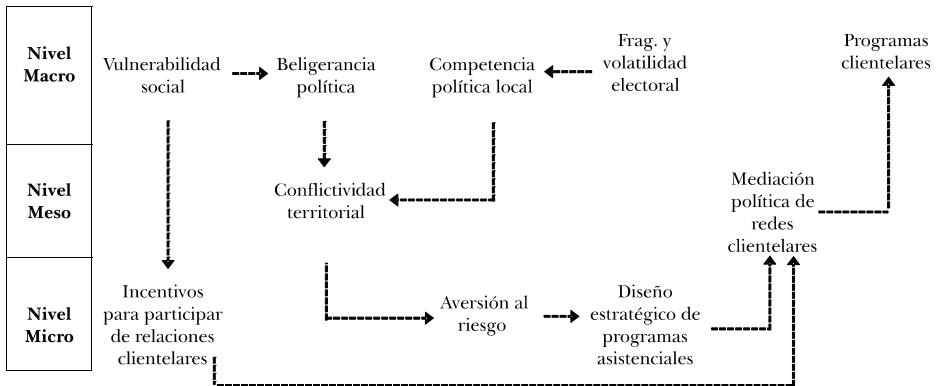 Nivel
Macro
Vulnerabilidad
social
Beligerancia
política
Competencia
política local
Frag. y
volatilidad
electoral
Programas
clientelares
Nivel
Meso
Conflictividad
territorial
Mediación
política de
redes
clientelares
Nivel
Micro
Incentivos
para participar
de relaciones
clientelares
Aversión al
riesgo
Diseño
estratégico de
programas
asistenciales